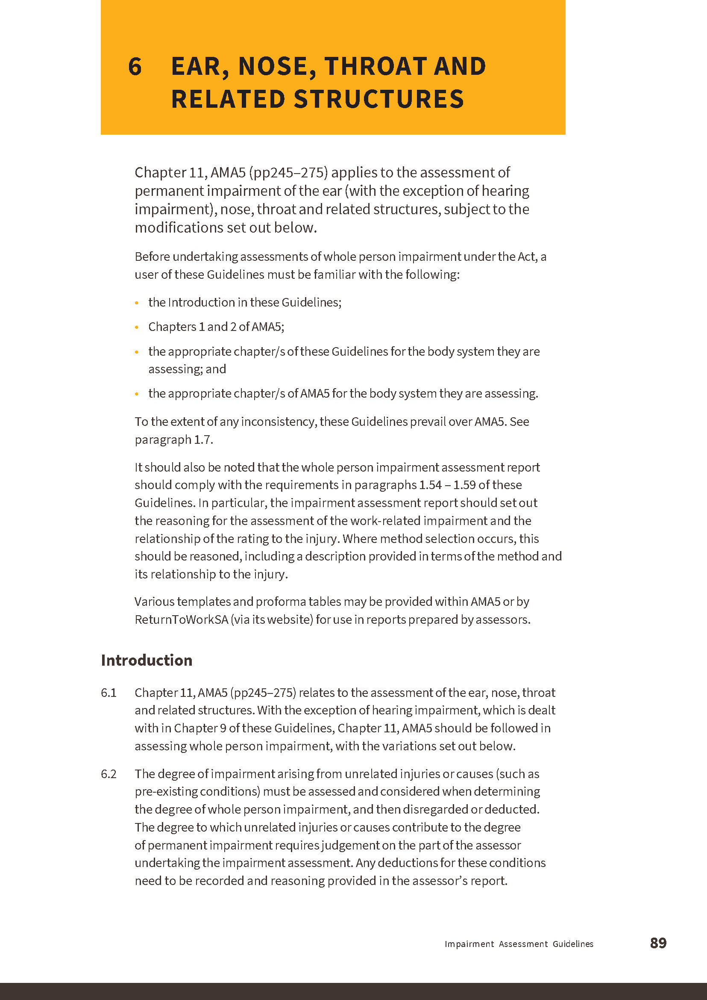 6 EAR, NOSE, THROAT AND
RELATED STRUCTURES
Chapter 11, AMA5 (pp245–275) applies to the assessment of
permanent impairment of the ear (with the exception of hearing
impairment), nose, throat and related structures, subject to the
modifications set out below.
Before undertaking assessments of whole person impairment under the Act, a
user of these Guidelines must be familiar with the following:
• the Introduction in these Guidelines;
• Chapters 1 and 2 of AMA5;
• the appropriate chapter/s of these Guidelines for the body system they are
assessing; and
• the appropriate chapter/s of AMA5 for the body system they are assessing.
To the extent of any inconsistency, these Guidelines prevail over AMA5. See
paragraph 1.7.
It should also be noted that the whole person impairment assessment report
should comply with the requirements in paragraphs 1.54 – 1.59 of these
Guidelines. In particular, the impairment assessment report should set out
the reasoning for the assessment of the work-related impairment and the
relationship of the rating to the injury. Where method selection occurs, this
should be reasoned, including a description provided in terms of the method and
its relationship to the injury.
Various templates and proforma tables may be provided within AMA5 or by
ReturnToWorkSA (via its website) for use in reports prepared by assessors.
Introduction
6.1 Chapter 11, AMA5 (pp245–275) relates to the assessment of the ear, nose, throat
and related structures. With the exception of hearing impairment, which is dealt
with in Chapter 9 of these Guidelines, Chapter 11, AMA5 should be followed in
assessing whole person impairment, with the variations set out below.
6.2 The degree of impairment arising from unrelated injuries or causes (such as
pre-existing conditions) must be assessed and considered when determining
the degree of whole person impairment, and then disregarded or deducted.
The degree to which unrelated injuries or causes contribute to the degree
of permanent impairment requires judgement on the part of the assessor
undertaking the impairment assessment. Any deductions for these conditions
need to be recorded and reasoning provided in the assessor’s report.
Impairment Assessment Guidelines 89